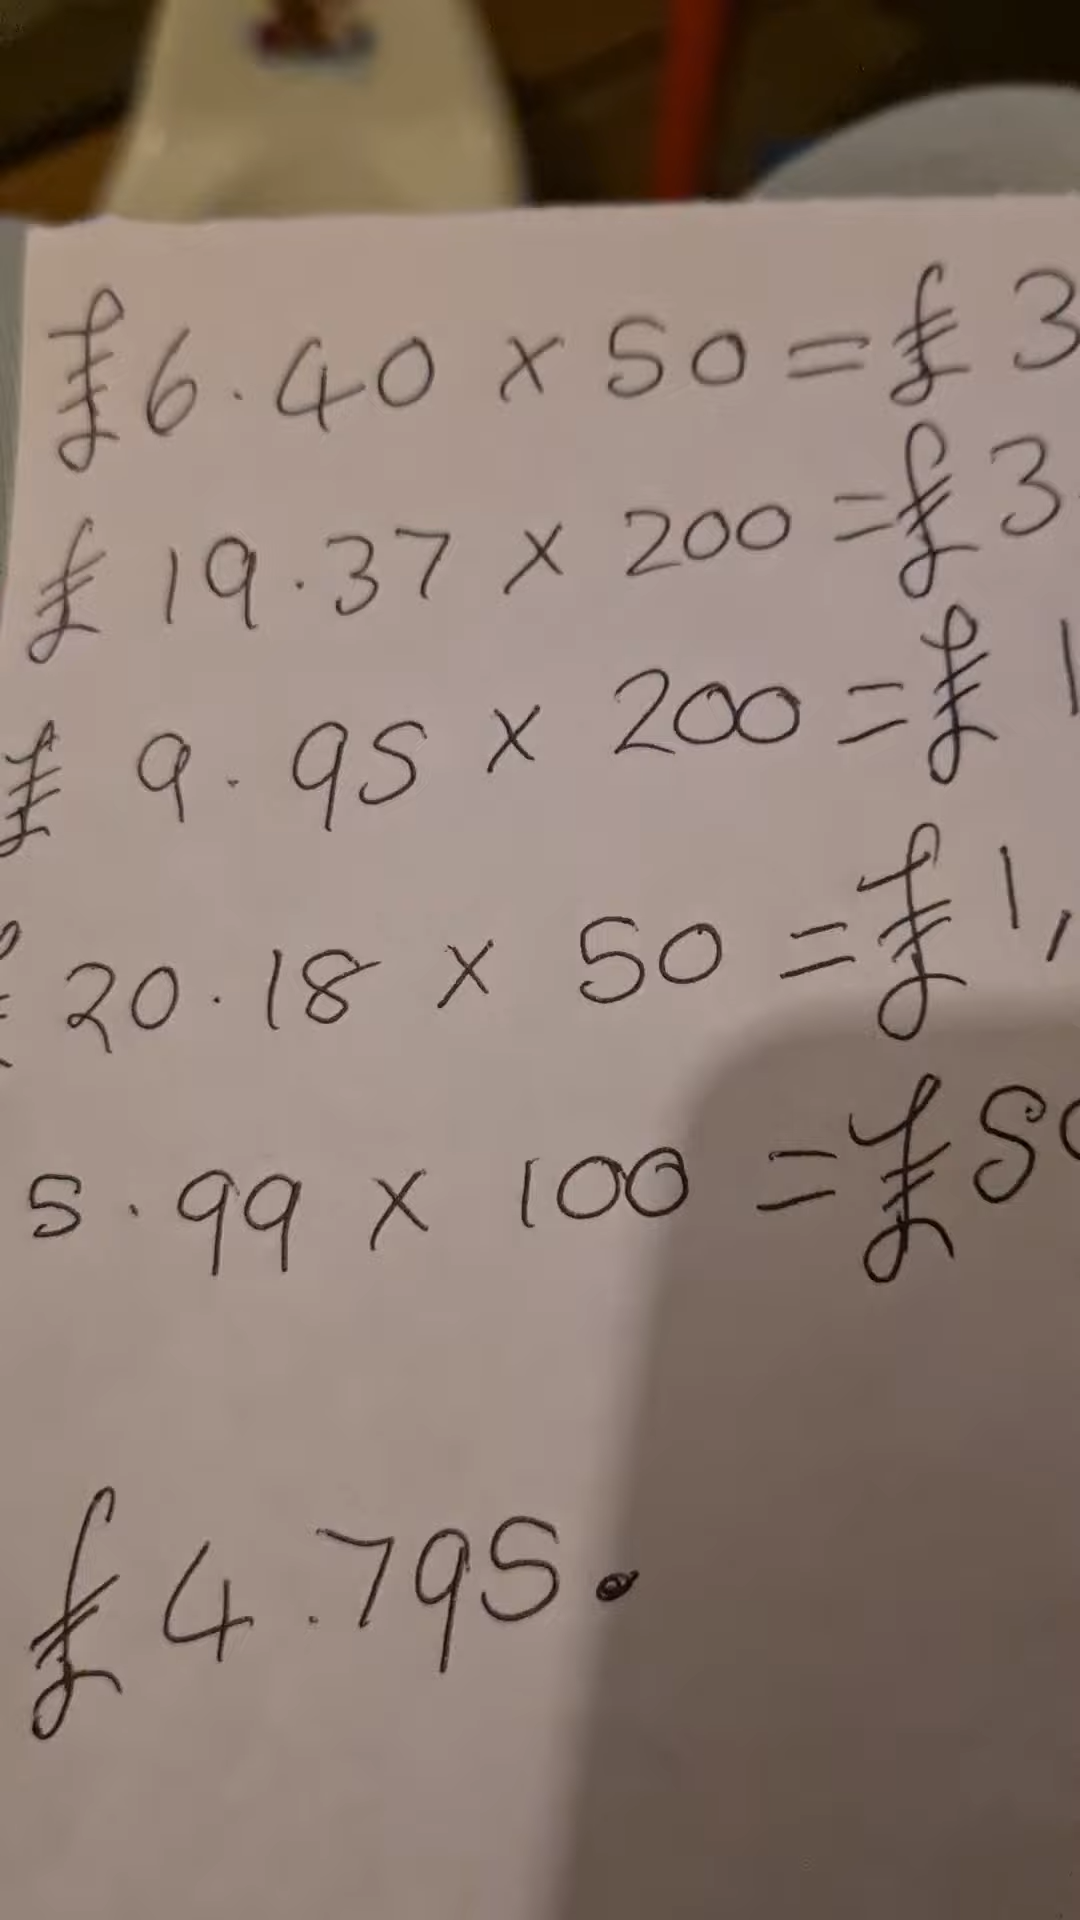 £6.40 x 50 = £3
£ 19.37 x 200 = £3
£ 9.95 x 200 = £1
£ 20.18 x 50 = £1,
5.99 x 100 = £5
£4.795.